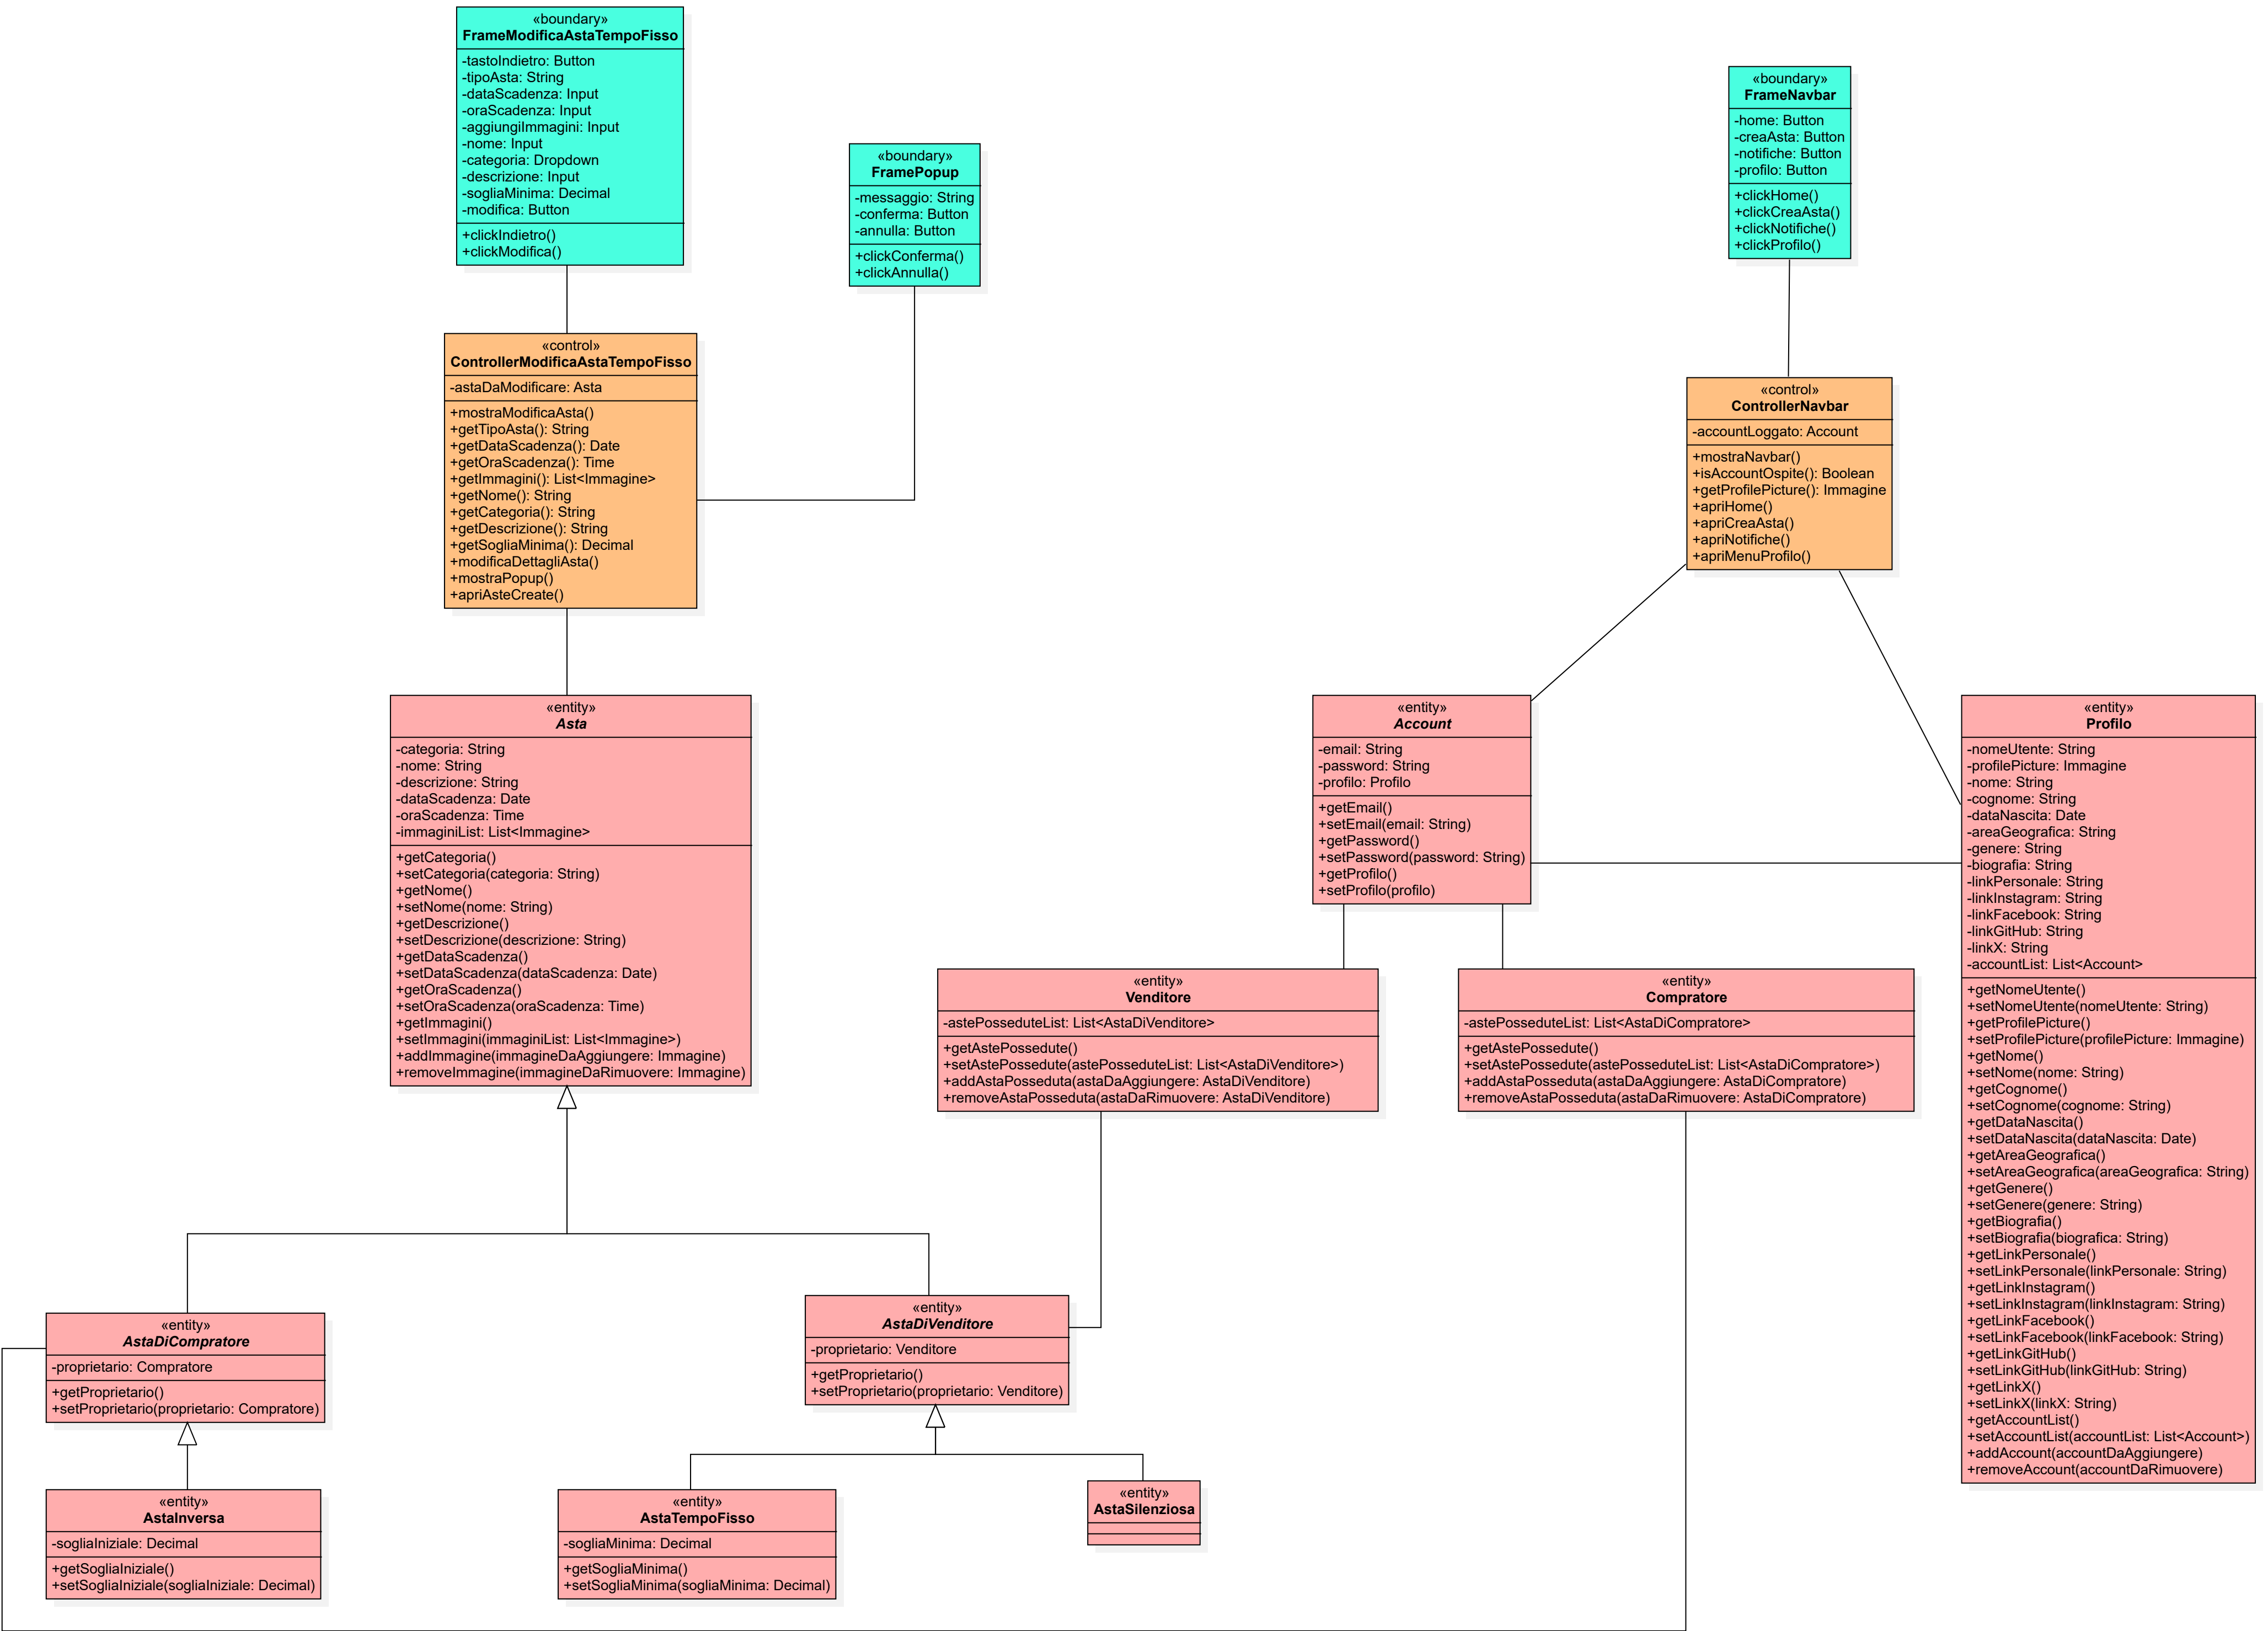 «boundary»
FrameModificaAstaTempoFisso
-tastoIndietro: Button
-tipoAsta: String
-dataScadenza: Input
-oraScadenza: Input
-aggiungiImmagini: Input
-nome: Input
-categoria: Dropdown
-descrizione: Input
-sogliaMinima: Decimal
-modifica: Button
+clickIndietro()
+clickModifica()
«boundary»
FramePopup
-messaggio: String
-conferma: Button
-annulla: Button
+clickConferma()
+clickAnnulla()
«boundary»
FrameNavbar
-home: Button
-creaAsta: Button
-notifiche: Button
-profilo: Button
+clickHome()
+clickCreaAsta()
+clickNotifiche()
+clickProfilo()
«control»
ControllerModificaAstaTempoFisso
-astaDaModificare: Asta
+mostraModificaAsta()
+getTipoAsta(): String
+getDataScadenza(): Date
+getOraScadenza(): Time
+getImmagini(): List<Immagine>
+getNome(): String
+getCategoria(): String
+getDescrizione(): String
+getSogliaMinima(): Decimal
+modificaDettagliAsta()
+mostraPopup()
+apriAsteCreate()
«control»
ControllerNavbar
-accountLoggato: Account
+mostraNavbar()
+isAccountOspite(): Boolean
+getProfilePicture(): Immagine
+apriHome()
+apriCreaAsta()
+apriNotifiche()
+apriMenuProfilo()
«entity»
Asta
-categoria: String
-nome: String
-descrizione: String
-dataScadenza: Date
-oraScadenza: Time
-immaginiList: List<Immagine>
+getCategoria()
+setCategoria(categoria: String)
+getNome()
+setNome(nome: String)
+getDescrizione()
+setDescrizione(descrizione: String)
+getDataScadenza()
+setDataScadenza(dataScadenza: Date)
+getOraScadenza()
+setOraScadenza(oraScadenza: Time)
+getImmagini()
+setImmagini(immaginiList: List<Immagine>)
+addImmagine(immagineDaAggiungere: Immagine)
+removeImmagine(immagineDaRimuovere: Immagine)
«entity»
Account
-email: String
-password: String
-profilo: Profilo
+getEmail()
+setEmail(email: String)
+getPassword()
+setPassword(password: String)
+getProfilo()
+setProfilo(profilo)
«entity»
Profilo
-nomeUtente: String
-profilePicture: Immagine
-nome: String
-cognome: String
-dataNascita: Date
-areaGeografica: String
-genere: String
-biografia: String
-linkPersonale: String
-linkInstagram: String
-linkFacebook: String
-linkGitHub: String
-linkX: String
-accountList: List<Account>
+getNomeUtente()
+setNomeUtente(nomeUtente: String)
+getProfilePicture()
+setProfilePicture(profilePicture: Immagine)
+getNome()
+setNome(nome: String)
+getCognome()
+setCognome(cognome: String)
+getDataNascita()
+setDataNascita(dataNascita: Date)
+getAreaGeografica()
+setAreaGeografica(areaGeografica: String)
+getGenere()
+setGenere(genere: String)
+getBiografia()
+setBiografia(biografica: String)
+getLinkPersonale()
+setLinkPersonale(linkPersonale: String)
+getLinkInstagram()
+setLinkInstagram(linkInstagram: String)
+getLinkFacebook()
+setLinkFacebook(linkFacebook: String)
+getLinkGitHub()
+setLinkGitHub(linkGitHub: String)
+getLinkX()
+setLinkX(linkX: String)
+getAccountList()
+setAccountList(accountList: List<Account>)
+addAccount(accountDaAggiungere)
+removeAccount(accountDaRimuovere)
«entity»
Venditore
-astePosseduteList: List<AstaDiVenditore>
+getAstePossedute()
+setAstePossedute(astePosseduteList: List<AstaDiVenditore>)
+addAstaPosseduta(astaDaAggiungere: AstaDiVenditore)
+removeAstaPosseduta(astaDaRimuovere: AstaDiVenditore)
«entity»
Compratore
-astePosseduteList: List<AstaDiCompratore>
+getAstePossedute()
+setAstePossedute(astePosseduteList: List<AstaDiCompratore>)
+addAstaPosseduta(astaDaAggiungere: AstaDiCompratore)
+removeAstaPosseduta(astaDaRimuovere: AstaDiCompratore)
«entity»
AstaDiCompratore
-proprietario: Compratore
+getProprietario()
+setProprietario(proprietario: Compratore)
«entity»
AstaDiVenditore
-proprietario: Venditore
+getProprietario()
+setProprietario(proprietario: Venditore)
«entity»
AstaInversa
-sogliaIniziale: Decimal
+getSogliaIniziale()
+setSogliaIniziale(sogliaIniziale: Decimal)
«entity»
AstaTempoFisso
-sogliaMinima: Decimal
+getSogliaMinima()
+setSogliaMinima(sogliaMinima: Decimal)
«entity»
AstaSilenziosa